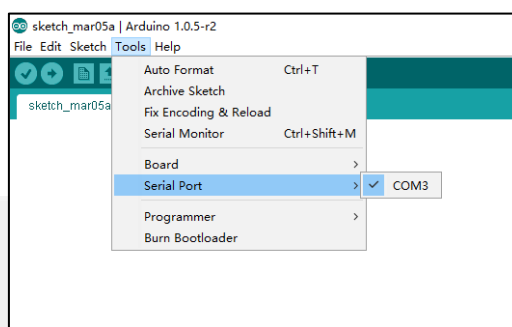 sketch_mar05a | Arduino 1.0.5-r2
File Edit Sketch Tools Help
sketch_mar05a
Auto Format Ctrl+T
Archive Sketch
Fix Encoding & Reload
Serial Monitor Ctrl+Shift+M
Board
Serial Port
COM3
Programmer
Burn Bootloader